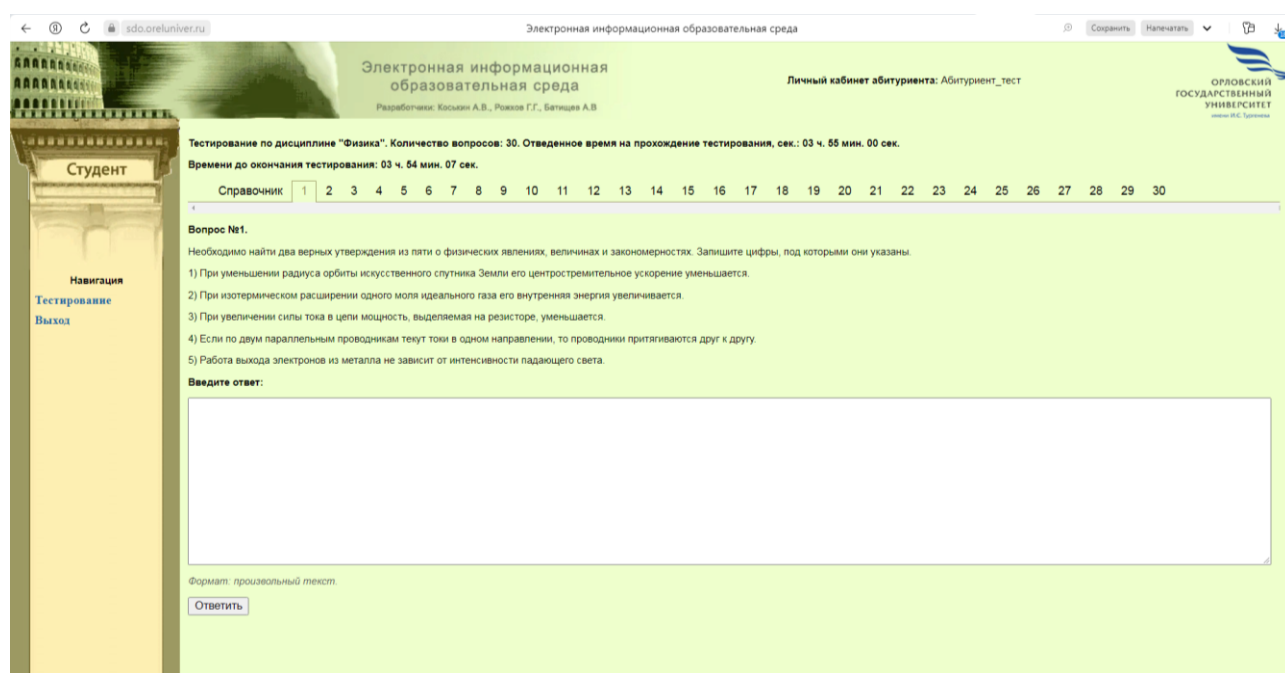 sdo.oreluniver.ru
Электронная информационная образовательная среда
Сохранить
Напечатать
Электронная информационная
образовательная среда
Разработчики: Коськин А.В., Рожков Г.Г., Батищев А.В
Личный кабинет абитуриента: Абитуриент_тест
ОРЛОВСКИЙ
ГОСУДАРСТВЕННЫЙ
УНИВЕРСИТЕТ
имени И.С. Тургенева
Студент
Навигация
Тестирование
Выход
Тестирование по дисциплине "Физика". Количество вопросов: 30. Отведенное время на прохождение тестирования, сек.: 03 ч. 55 мин. 00 сек.
Времени до окончания тестирования: 03 ч. 54 мин. 07 сек.
Справочник 1 2 3 4 5 6 7 8 9 10 11 12 13 14 15 16 17 18 19 20 21 22 23 24 25 26 27 28 29 30
Вопрос №1.
Необходимо найти два верных утверждения из пяти о физических явлениях, величинах и закономерностях. Запишите цифры, под которыми они указаны.
1) При уменьшении радиуса орбиты искусственного спутника Земли его центростремительное ускорение уменьшается.
2) При изотермическом расширении одного моля идеального газа его внутренняя энергия увеличивается.
3) При увеличении силы тока в цепи мощность, выделяемая на резисторе, уменьшается.
4) Если по двум параллельным проводникам текут токи в одном направлении, то проводники притягиваются друг к другу.
5) Работа выхода электронов из металла не зависит от интенсивности падающего света.
Введите ответ:
Формат: произвольный текст.
Ответить